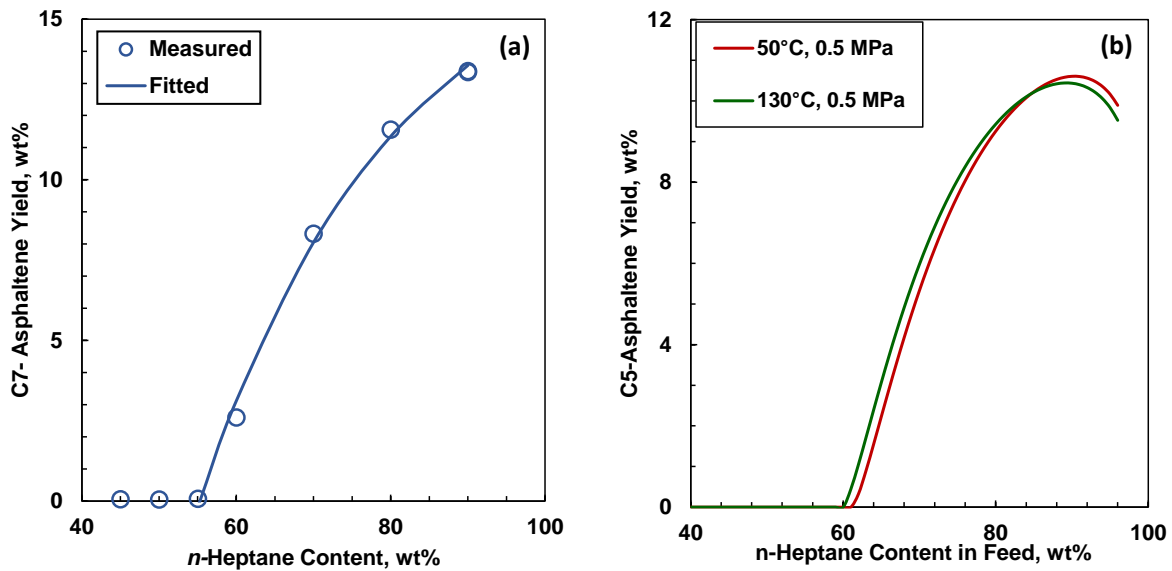 (a)
Measured
Fitted
C7- Asphaltene Yield, wt%
15
10
5
0
40
60
80
100
n-Heptane Content, wt%
(b)
50°C, 0.5 MPa
130°C, 0.5 MPa
C5-Asphaltene Yield, wt%
12
8
4
0
40
60
80
100
n-Heptane Content in Feed, wt%